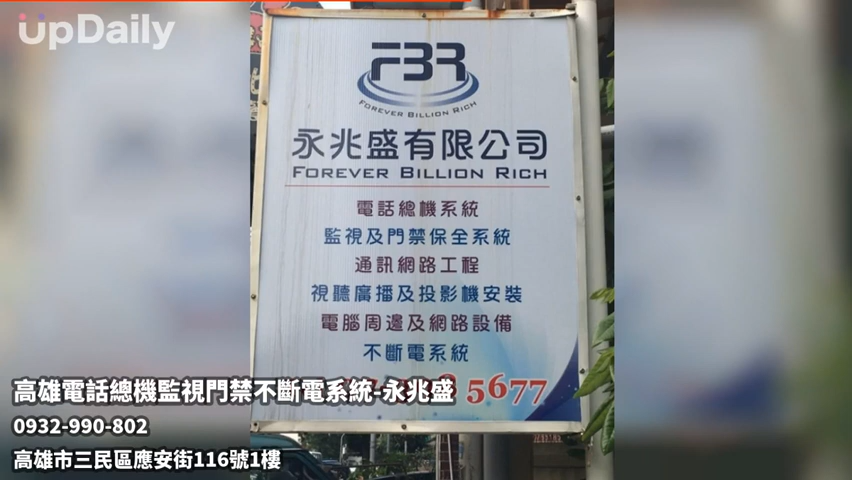 UpDaily
FBR
FOREVER BILLION RICH
永兆盛有限公司
FOREVER BILLION RICH
電話總機系統
監視及門禁保全系統
通訊網路工程
視聽廣播及投影機安裝
電腦周邊及網路設備
不斷電系統
5677
高雄電話總機監視門禁不斷電系統-永兆盛
0932-990-802
高雄市三民區應安街116號1樓